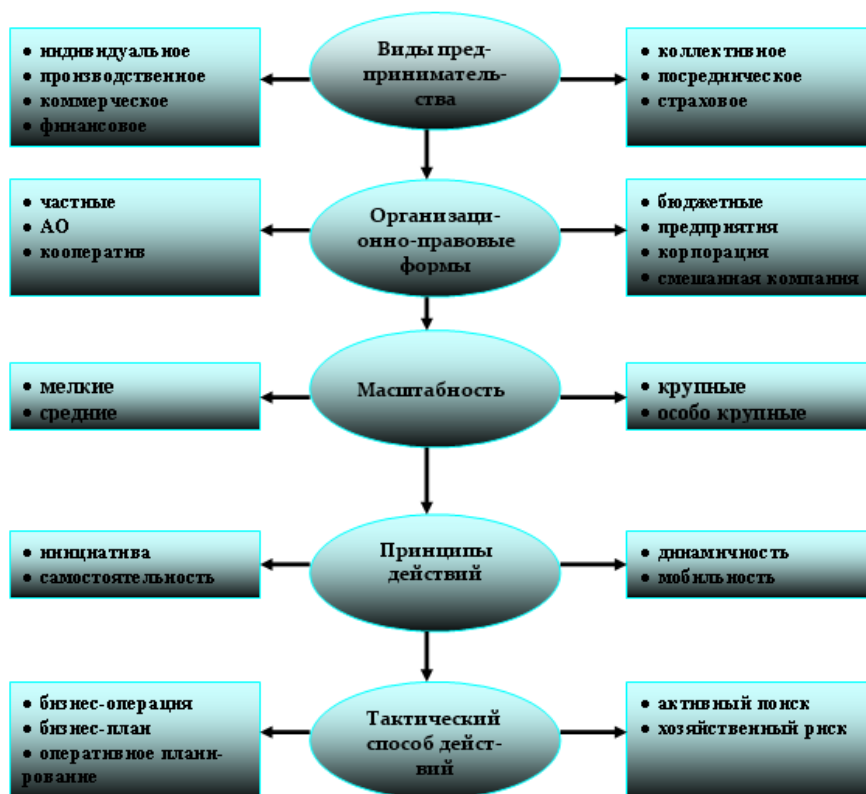 • индивидуальное
• производственное
• коммерческое
• финансовое
Виды пред-
принматель-
ства
• коллективное
• посредническое
• страховое
• частные
• АО
• кооператив
Организаци-
онно-правовые
формы
• бюджетные
• предприятия
• корпорация
• смешанная компания
• мелкие
• средние
Масштабность
• крупные
• особо крупные
• инициатива
• самостоятельность
Принципы
действий
• динамичность
• мобильность
• бизнес-операция
• бизнес-план
• оперативное плани-
рование
Тактический
способ дейст-
вий
• активный поиск
• хозяйственный риск